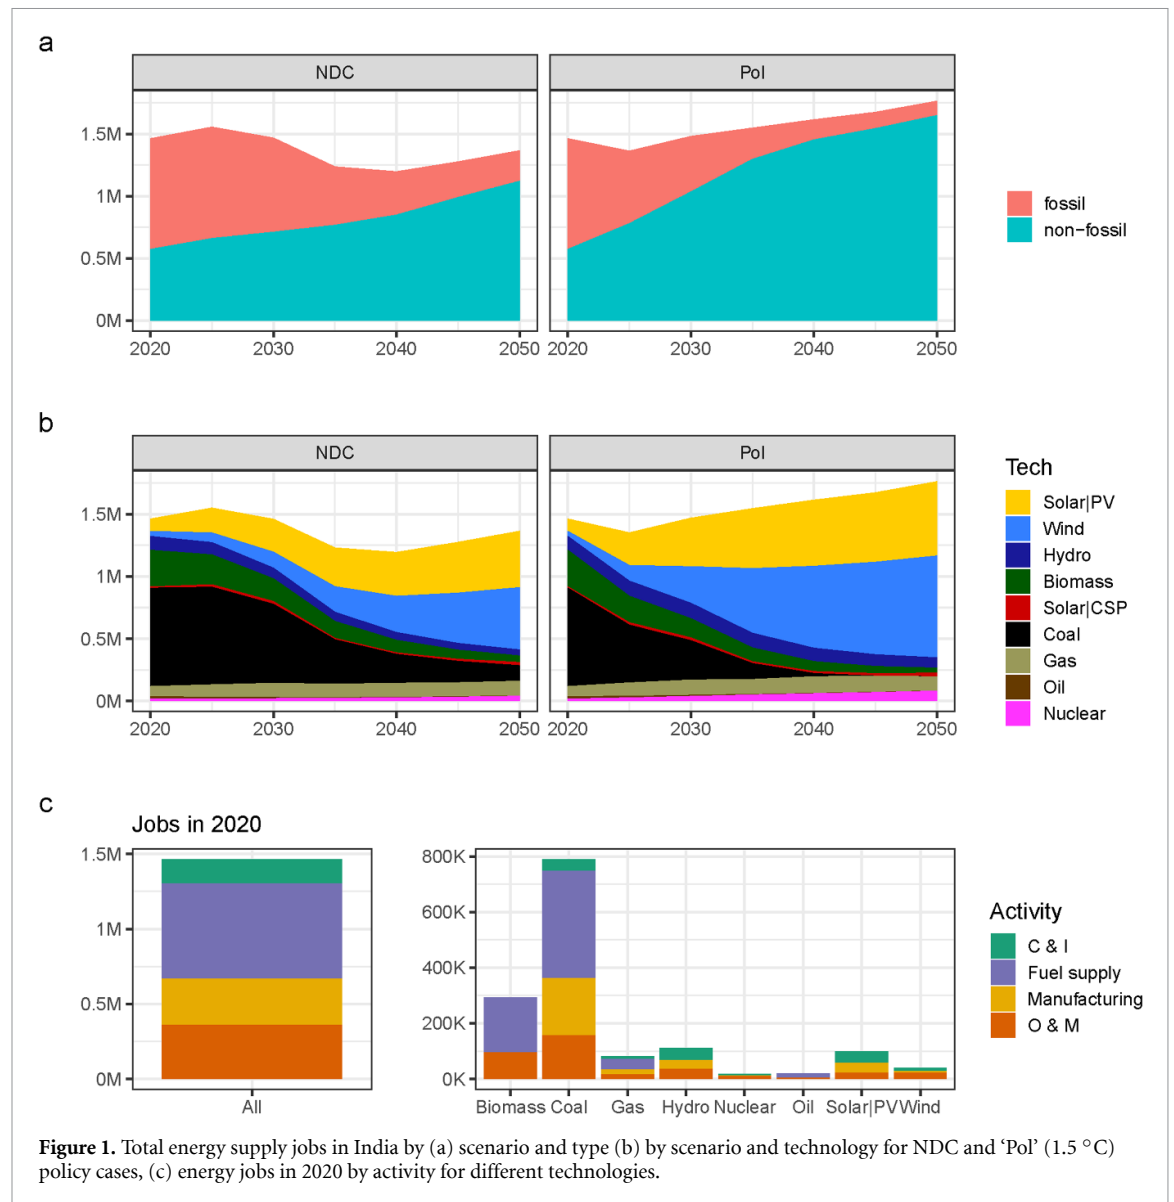 a
NDC
Pol
1.5M
1M
0.5M
0M
2020 2030 2040 2050 2020 2030 2040 2050
fossil
non-fossil
b
NDC
Pol
1.5M
1M
0.5M
0M
2020 2030 2040 2050 2020 2030 2040 2050
Tech
Solar|PV
Wind
Hydro
Biomass
Solar|CSP
Coal
Gas
Oil
Nuclear
c
Jobs in 2020
1.5M
1M
0.5M
0M
All
800K
600K
400K
200K
0K
Biomass Coal Gas Hydro Nuclear Oil Solar|PV Wind
Activity
C & I
Fuel supply
Manufacturing
O & M
Figure 1. Total energy supply jobs in India by (a) scenario and type (b) by scenario and technology for NDC and ‘Pol’ (1.5 °C)
policy cases, (c) energy jobs in 2020 by activity for different technologies.